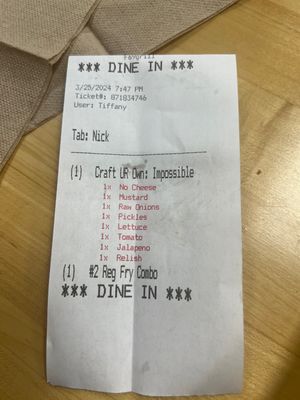 *** DINE IN ***
3/25/2024 7:47 PM
Ticket#: 871834746
User: Tiffany
Tab: Nick
(1) Craft UR Own: Impossible
1x No Cheese
1x Mustard
1x Raw Onions
1x Pickles
1x Lettuce
1x Tomato
1x Jalapeno
1x Relish
(1) #2 Reg Fry Combo
*** DINE IN ***